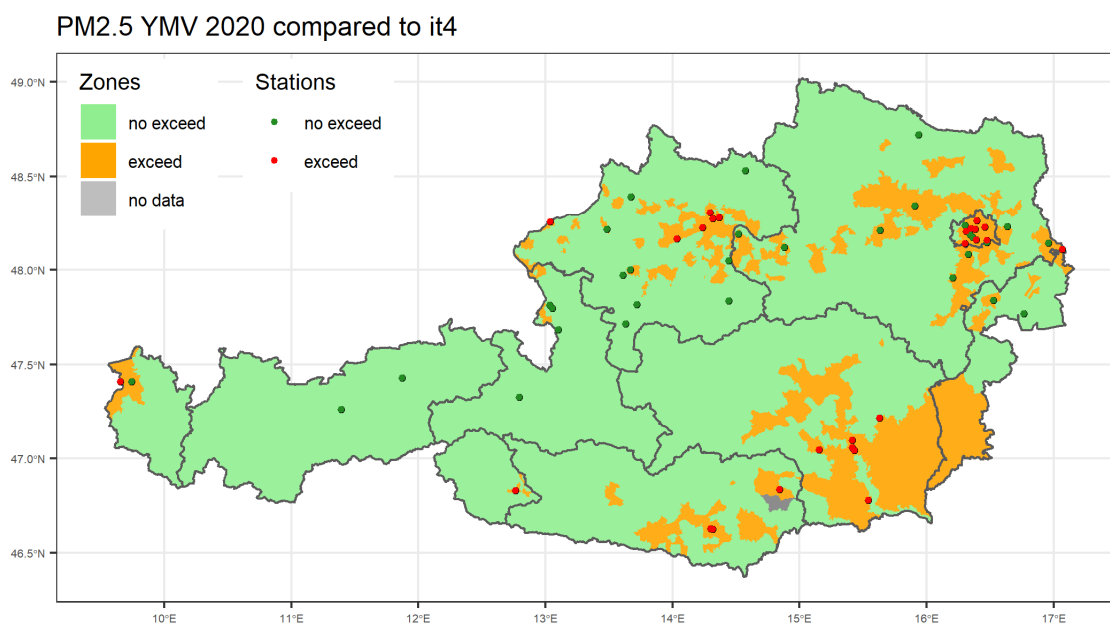 PM2.5 YMV 2020 compared to it4
Zones
no exceed
exceed
no data
Stations
no exceed
exceed
49.0°N
48.5°N
48.0°N
47.5°N
47.0°N
46.5°N
10°E 11°E 12°E 13°E 14°E 15°E 16°E 17°E